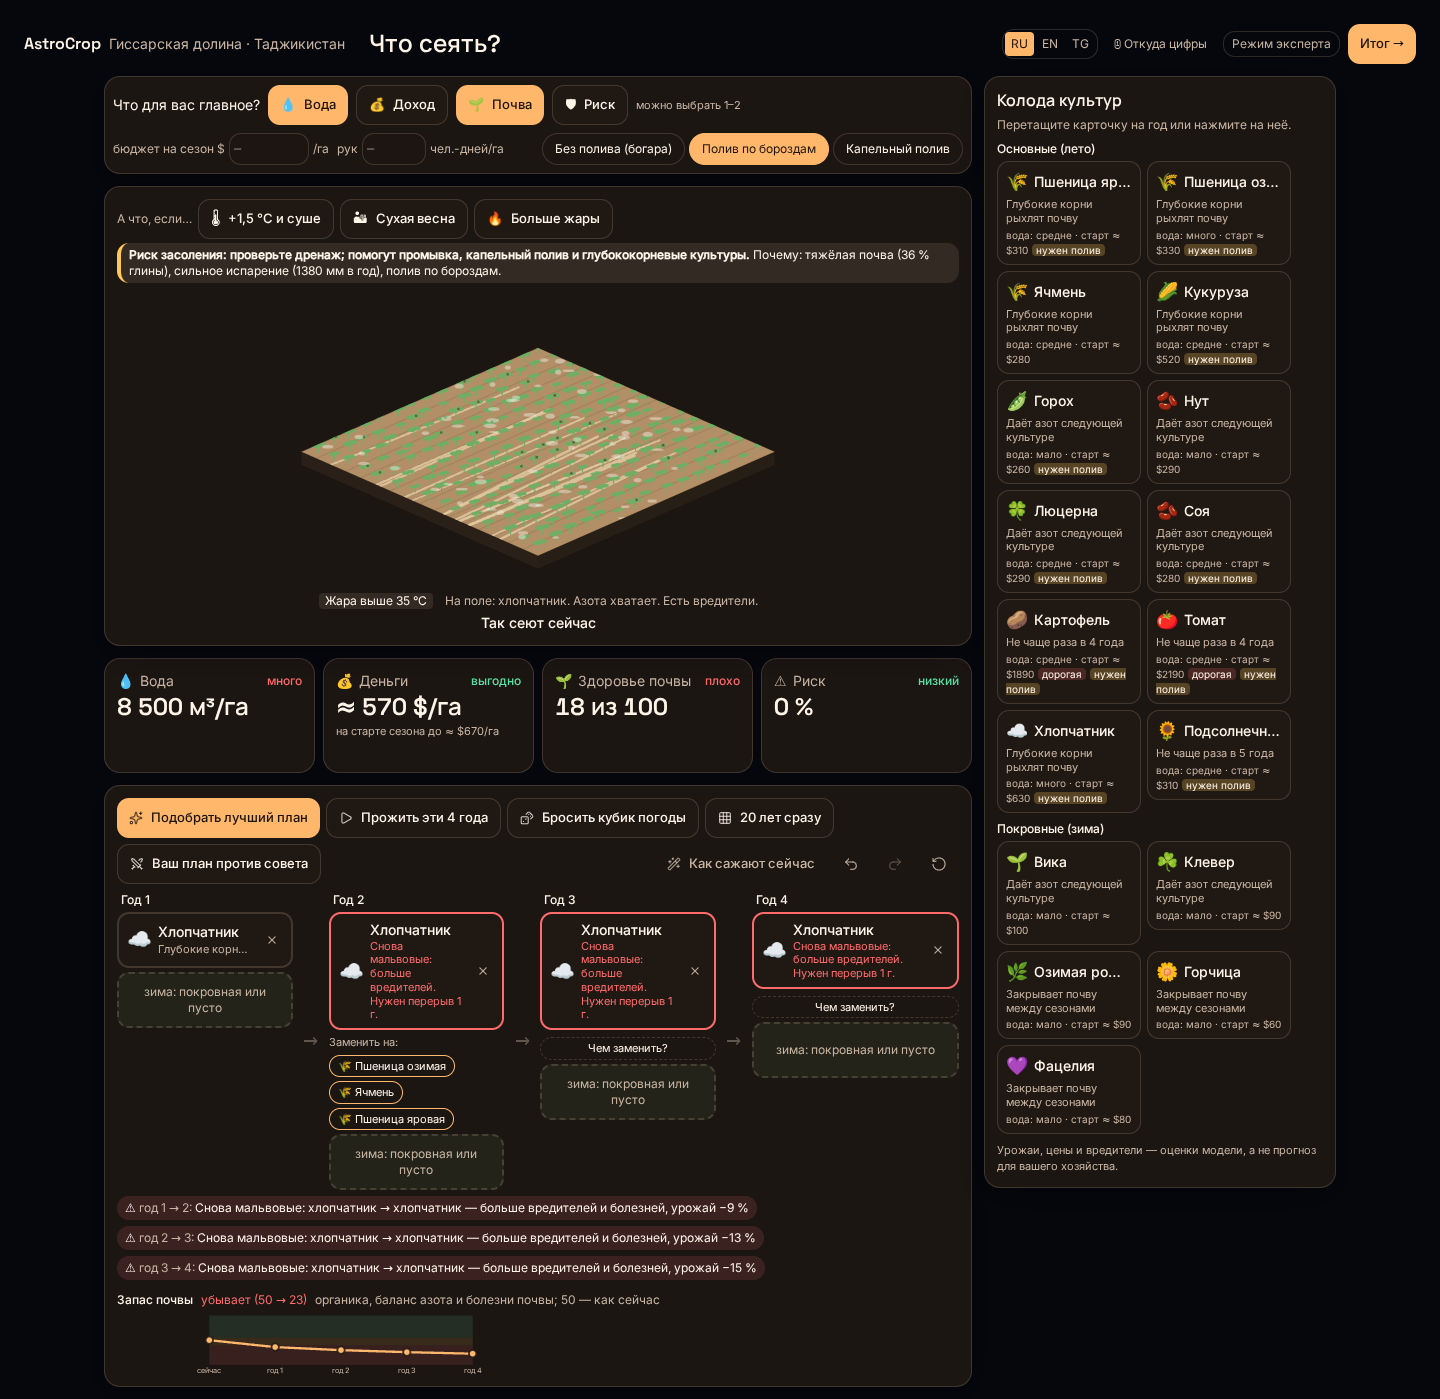 AstroCrop Гиссарская долина · Таджикистан Что сеять?
RU EN TG Откуда цифры Режим эксперта Итог →
Что для вас главное? Вода Доход Почва Риск можно выбрать 1–2
бюджет на сезон $ – /га рук – чел.-дней/га Без полива (богара) Полив по бороздам Капельный полив
А что, если... +1,5 °C и суше Сухая весна Больше жары
Риск засоления: проверьте дренаж; помогут промывка, капельный полив и глубококорневые культуры. Почему: тяжёлая почва (36 %
глины), сильное испарение (1380 мм в год), полив по бороздам.
Жара выше 35 °C На поле: хлопчатник. Азота хватает. Есть вредители.
Так сеют сейчас
Вода много
8 500 м³/га
Деньги выгодно
≈ 570 $/га
на старте сезона до ≈ $670/га
Здоровье почвы плохо
18 из 100
Риск низкий
0 %
Подобрать лучший план Прожить эти 4 года Бросить кубик погоды 20 лет сразу
Ваш план против совета Как сажают сейчас
Год 1
Хлопчатник
Глубокие корн...
×
зима: покровная или
пусто
→
Год 2
Хлопчатник
Снова
мальвовые:
больше
вредителей.
Нужен перерыв 1
г.
×
Заменить на:
Пшеница озимая
Ячмень
Пшеница яровая
зима: покровная или
пусто
→
Год 3
Хлопчатник
Снова
мальвовые:
больше
вредителей.
Нужен перерыв 1
г.
×
Чем заменить?
зима: покровная или
пусто
→
Год 4
Хлопчатник
Снова мальвовые:
больше вредителей.
Нужен перерыв 1 г.
×
Чем заменить?
зима: покровная или пусто
⚠ год 1 → 2: Снова мальвовые: хлопчатник → хлопчатник — больше вредителей и болезней, урожай −9 %
⚠ год 2 → 3: Снова мальвовые: хлопчатник → хлопчатник — больше вредителей и болезней, урожай −13 %
⚠ год 3 → 4: Снова мальвовые: хлопчатник → хлопчатник — больше вредителей и болезней, урожай −15 %
Запас почвы убывает (50 → 23) органика, баланс азота и болезни почвы; 50 — как сейчас
сейчас год 1 год 2 год 3 год 4
Колода культур
Перетащите карточку на год или нажмите на неё.
Основные (лето)
Пшеница яр...
Глубокие корни
рыхлят почву
вода: средне · старт ≈
$310 нужен полив
Пшеница оз...
Глубокие корни
рыхлят почву
вода: много · старт ≈
$330 нужен полив
Ячмень
Глубокие корни
рыхлят почву
вода: средне · старт ≈
$280
Кукуруза
Глубокие корни
рыхлят почву
вода: средне · старт ≈
$520 нужен полив
Горох
Даёт азот следующей
культуре
вода: мало · старт ≈
$260 нужен полив
Нут
Даёт азот следующей
культуре
вода: мало · старт ≈
$290
Люцерна
Даёт азот следующей
культуре
вода: средне · старт ≈
$290 нужен полив
Соя
Даёт азот следующей
культуре
вода: средне · старт ≈
$280 нужен полив
Картофель
Не чаще раза в 4 года
вода: средне · старт ≈
$1890 дорогая нужен
полив
Томат
Не чаще раза в 4 года
вода: средне · старт ≈
$2190 дорогая нужен
полив
Хлопчатник
Глубокие корни
рыхлят почву
вода: много · старт ≈
$630 нужен полив
Подсолнечн...
Не чаще раза в 5 года
вода: средне · старт ≈
$310 нужен полив
Покровные (зима)
Вика
Даёт азот следующей
культуре
вода: мало · старт ≈
$100
Клевер
Даёт азот следующей
культуре
вода: мало · старт ≈ $90
Озимая ро...
Закрывает почву
между сезонами
вода: мало · старт ≈ $90
Горчица
Закрывает почву
между сезонами
вода: мало · старт ≈ $60
Фацелия
Закрывает почву
между сезонами
вода: мало · старт ≈ $80
Урожаи, цены и вредители — оценки модели, а не прогноз
для вашего хозяйства.